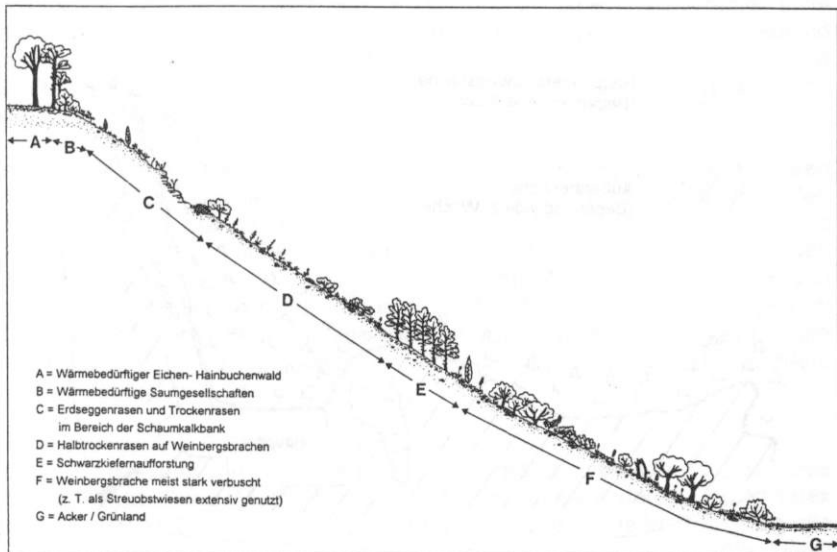 A
B
C
D
E
F
G
A = Wärmebedürftiger Eichen- Hainbuchenwald
B = Wärmebedürftige Saumgesellschaften
C = Erdseggenrasen und Trockenrasen
im Bereich der Schaumkalkbank
D = Halbtrockenrasen auf Weinbergsbrachen
E = Schwarzkiefernaufforstung
F = Weinbergsbrache meist stark verbuscht
(z. T. als Streuobstwiesen extensiv genutzt)
G = Acker / Grünland